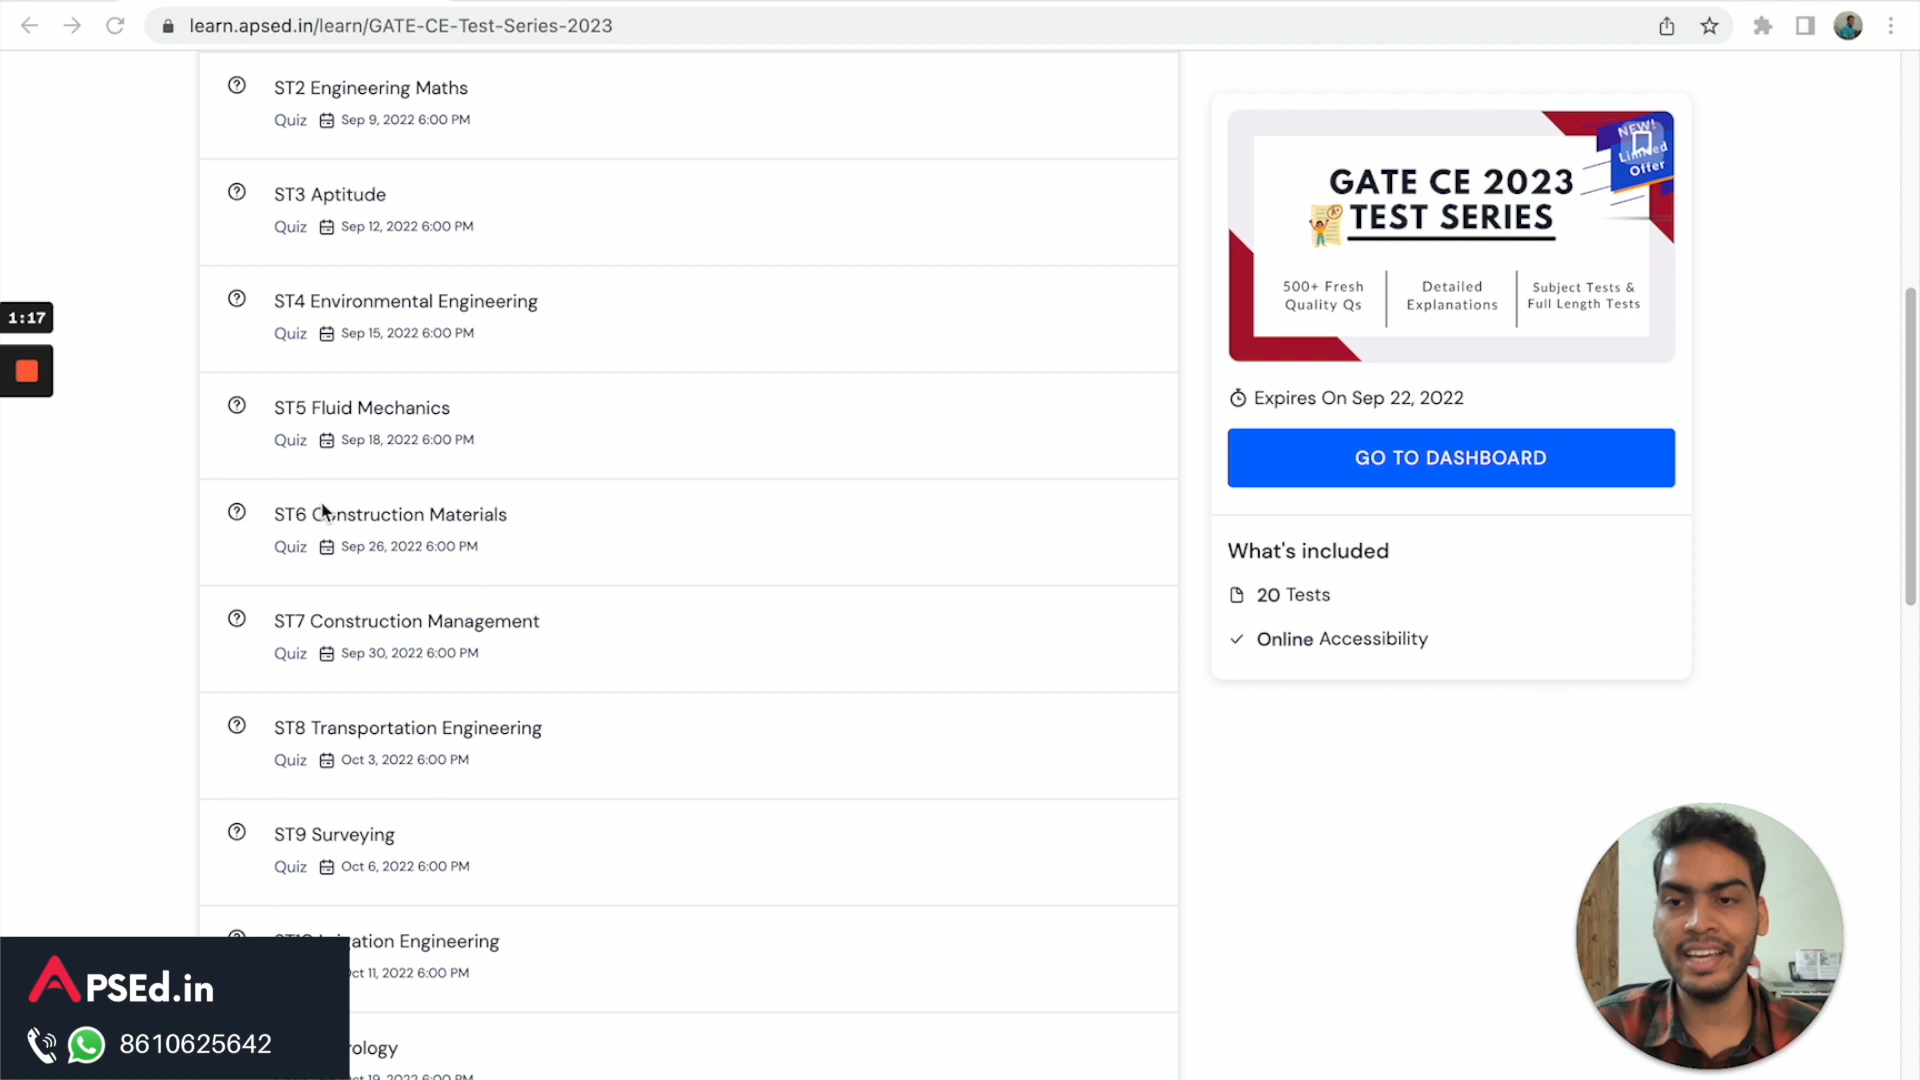 learn.apsed.in/learn/GATE-CE-Test-Series-2023
ST2 Engineering Maths
Quiz Sep 9, 2022 6:00 PM
ST3 Aptitude
Quiz Sep 12, 2022 6:00 PM
ST4 Environmental Engineering
Quiz Sep 15, 2022 6:00 PM
ST5 Fluid Mechanics
Quiz Sep 18, 2022 6:00 PM
ST6 Construction Materials
Quiz Sep 26, 2022 6:00 PM
ST7 Construction Management
Quiz Sep 30, 2022 6:00 PM
ST8 Transportation Engineering
Quiz Oct 3, 2022 6:00 PM
ST9 Surveying
Quiz Oct 6, 2022 6:00 PM
Engineering
11, 2022 6:00 PM
2022 6:00 PM
NEW!
Limited
Offer
GATE CE 2023
TEST SERIES
500+ Fresh
Quality Qs
Detailed
Explanations
Subject Tests &
Full Length Tests
Expires On Sep 22, 2022
GO TO DASHBOARD
What's included
20 Tests
Online Accessibility
1:17
APSEd.in
8610625642